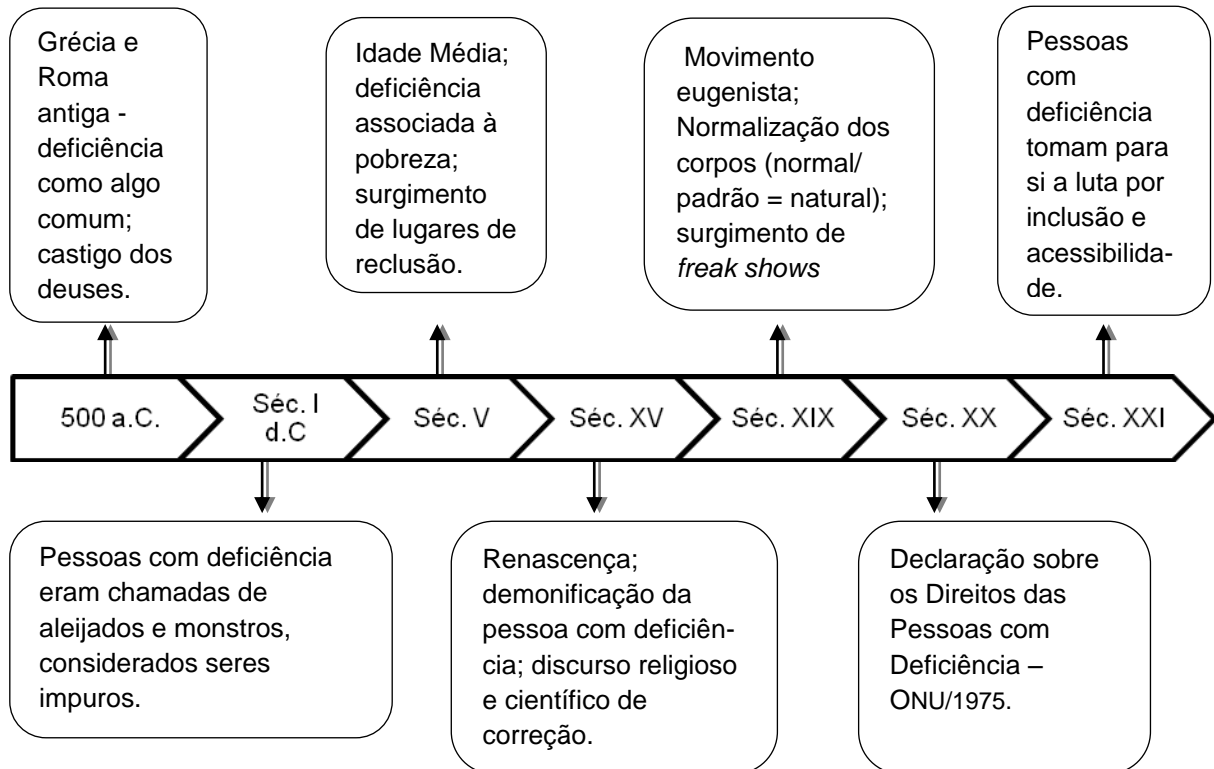 Grécia e
Roma
antiga -
deficiência
como algo
comum;
castigo dos
deuses.
Idade Média;
deficiência
associada à
pobreza;
surgimento
de lugares de
reclusão.
Movimento
eugenista;
Normalização dos
corpos (normal/
padrão = natural);
surgimento de
freak shows
Pessoas
com
deficiência
tomam para
si a luta por
inclusão e
acessibilida-
de.
500 a.C.
Séc. I
d.C
Séc. V
Séc. XV
Séc. XIX
Séc. XX
Séc. XXI
Pessoas com deficiência
eram chamadas de
aleijados e monstros,
considerados seres
impuros.
Renascença;
demonificação da
pessoa com deficiên-
cia; discurso religioso
e científico de
correção.
Declaração sobre
os Direitos das
Pessoas com
Deficiência –
ONU/1975.